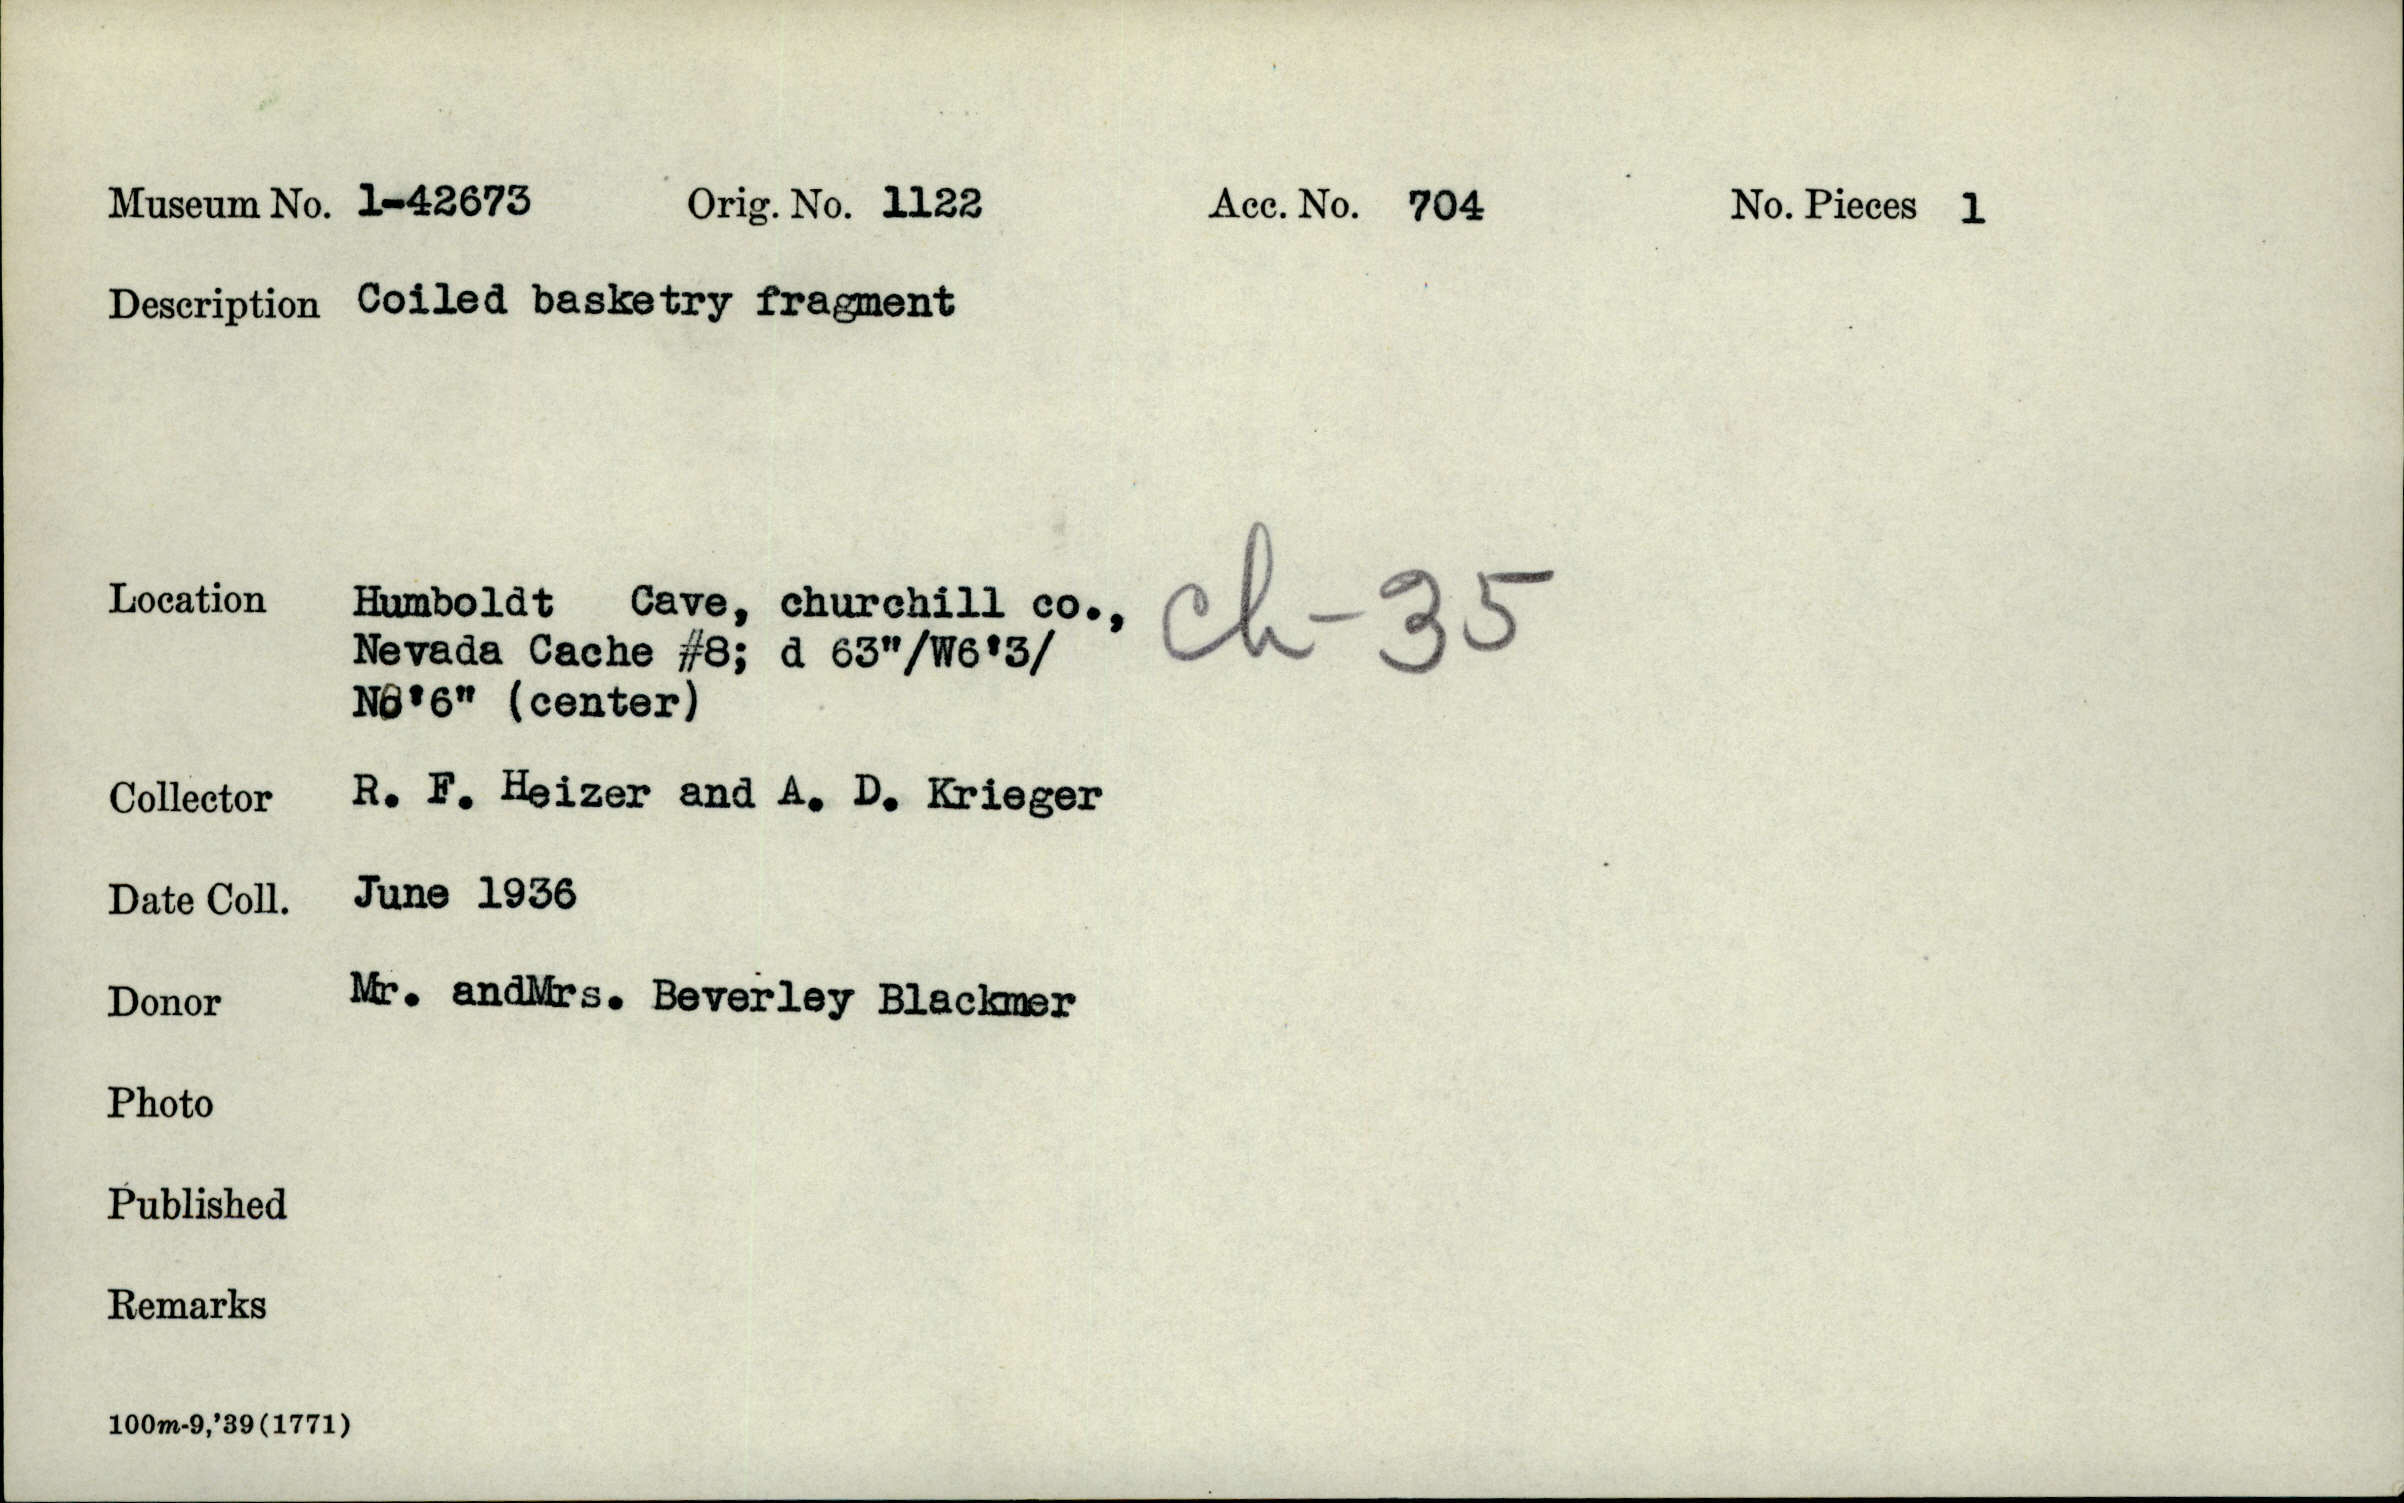 Museum No. 1-42673 Orig. No. 1122 Acc. No. 704 No. Pieces 1
Description Coiled basketry fragment
Location Humboldt Cave, churchill co., ch-35
Nevada Cache #8; d 63"/W6'3/
(center)
Collector R. F. Heizer and A. D. Krieger
Date Coll. June 1936
Donor Mr. andMrs. Beverley Blackmer
Photo
Published
Remarks
100m-9,'39(1771)